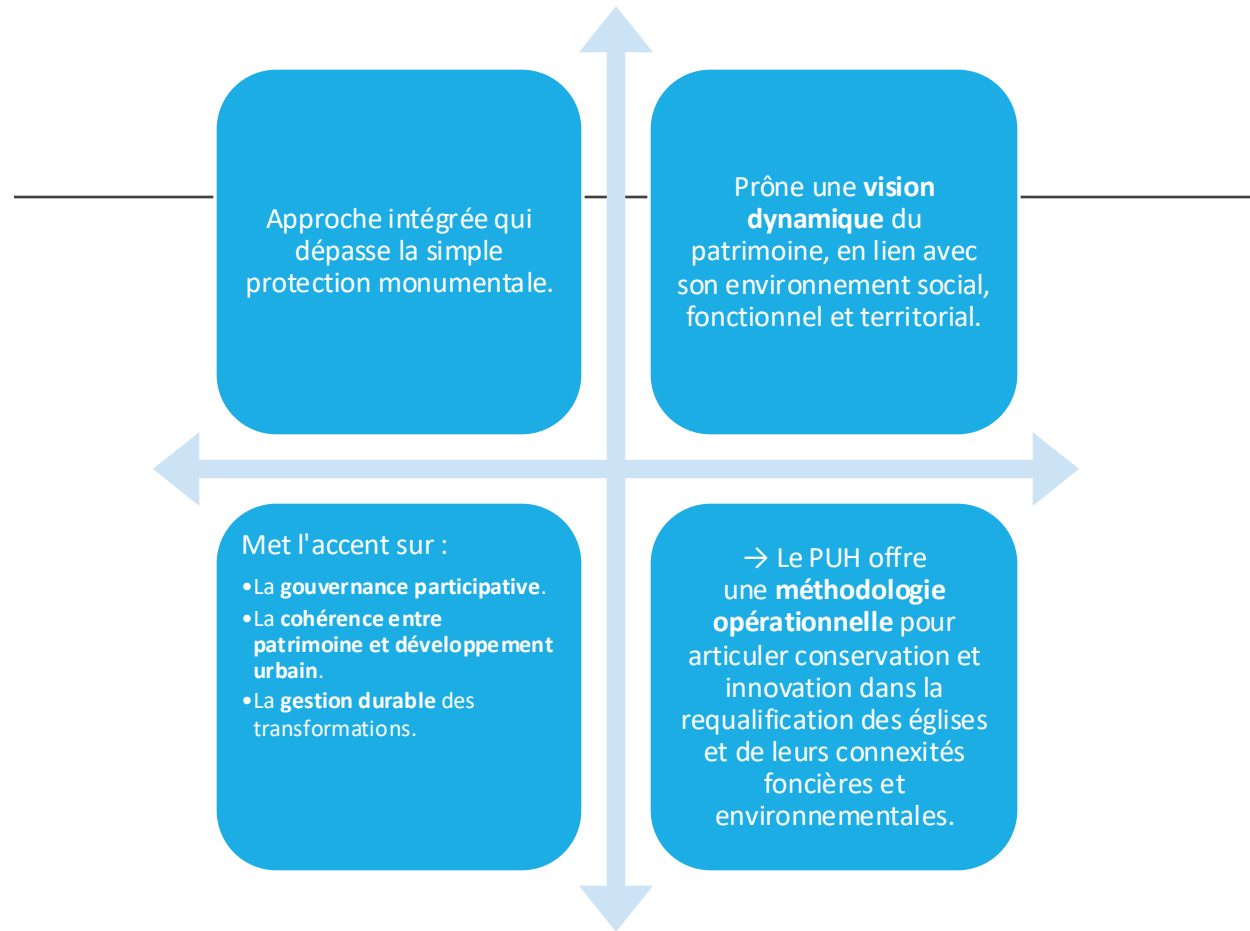 Approche intégrée qui
dépasse la simple
protection monumentale.
Prône une vision
dynamique du
patrimoine, en lien avec
son environnement social,
fonctionnel et territorial.
Met l'accent sur :
•La gouvernance participative.
•La cohérence entre
patrimoine et développement
urbain.
•La gestion durable des
transformations.
→ Le PUH offre
une méthodologie
opérationnelle pour
articuler conservation et
innovation dans la
requalification des églises
et de leurs connexités
foncières et
environnementales.